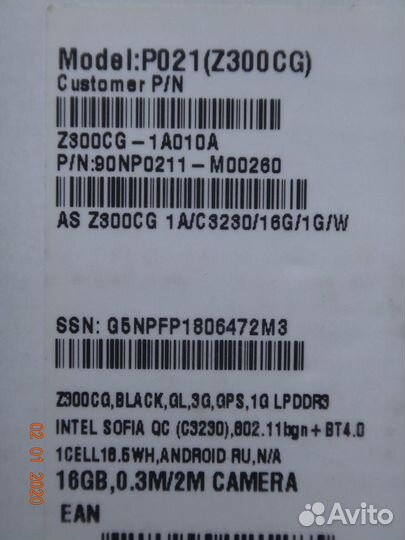 Model:P021(Z300CG)
Customer P/N
Z300CG-1A010A
P/N:90NP0211-M00260
AS Z300CG 1A/C3230/16G/1G/W
SSN: G5NPFP1806472M3
Z300CG,BLACK,GL,3G,GPS,1G LPDDR3
INTEL SOFIA QC (C3230),802.11bgn+BT4.0
1CELL16.5WH,ANDROID RU,N/A
16GB,0.3M/2M CAMERA
EAN
02 01 2020
Avito